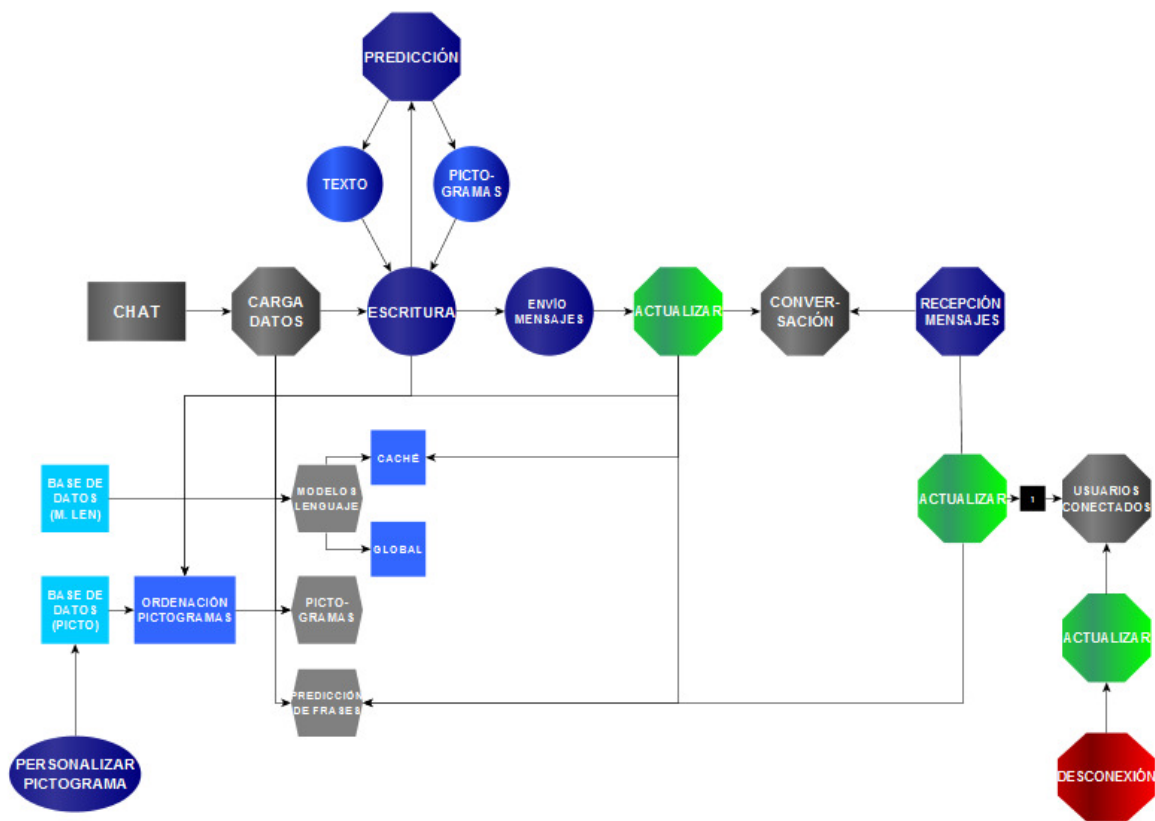 PREDICCIÓN
TEXTO
PICTO-
GRAMAS
CHAT
CARGA
DATOS
ESCRITURA
ENVÍO
MENSAJES
ACTUALIZAR
CONVER-
SACIÓN
RECEPCIÓN
MENSAJES
CACHÉ
BASE DE
DATOS
(M. LEN)
MODELOS
LENGUAJE
ACTUALIZAR
1
USUARIOS
CONECTADOS
GLOBAL
BASE DE
DATOS
(PICTO)
ORDENACIÓN
PICTOGRAMAS
PICTO-
GRAMAS
ACTUALIZAR
PREDICCIÓN
DE FRASES
PERSONALIZAR
PICTOGRAMA
DESCONEXIÓN